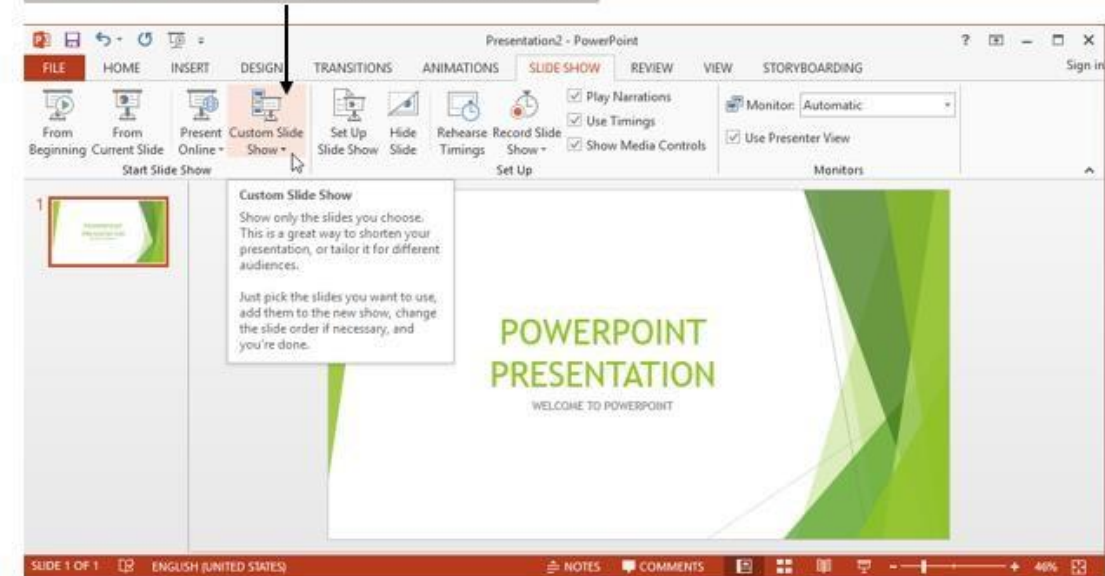 Presentation2 - PowerPoint
?
FILE HOME INSERT DESIGN TRANSITIONS ANIMATIONS SLIDE SHOW REVIEW VIEW STORYBOARDING Sign in
From Beginning
From Current Slide
Present Online
Custom Slide Show
Set Up Slide Show
Hide Slide
Rehearse Timings
Record Slide Show
Play Narrations
Use Timings
Show Media Controls
Monitor: Automatic
Use Presenter View
Start Slide Show
Set Up
Monitors
1
Custom Slide Show
Show only the slides you choose.
This is a great way to shorten your
presentation, or tailor it for different
audiences.
Just pick the slides you want to use,
add them to the new show, change
the slide order if necessary, and
you're done.
POWERPOINT
PRESENTATION
WELCOME TO POWERPOINT
SLIDE 1 OF 1 ENGLISH (UNITED STATES) NOTES COMMENTS 46%